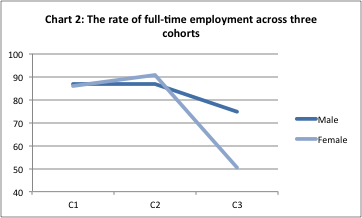 Chart 2: The rate of full-time employment across three
cohorts
100
90
80
70
60
50
40
C1 C2 C3
Male
Female